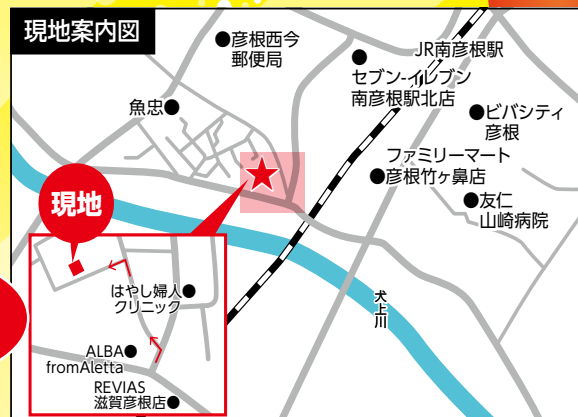 現地案内図
彦根西今
郵便局
JR南彦根駅
セブン-イレブン
南彦根駅北店
魚忠
ビバシティ
彦根
ファミリーマート
彦根竹ヶ鼻店
友仁
山崎病院
現地
犬上川
はやし婦人
クリニック
ALBA
fromAletta
REVIAS
滋賀彦根店